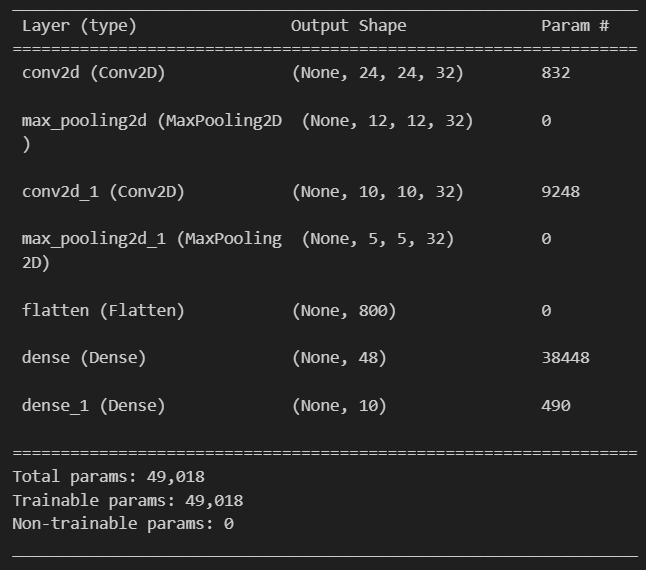 Layer (type) Output Shape Param #
=================================================================
conv2d (Conv2D) (None, 24, 24, 32) 832
max_pooling2d (MaxPooling2D (None, 12, 12, 32) 0
)
conv2d_1 (Conv2D) (None, 10, 10, 32) 9248
max_pooling2d_1 (MaxPooling (None, 5, 5, 32) 0
2D)
flatten (Flatten) (None, 800) 0
dense (Dense) (None, 48) 38448
dense_1 (Dense) (None, 10) 490
=================================================================
Total params: 49,018
Trainable params: 49,018
Non-trainable params: 0